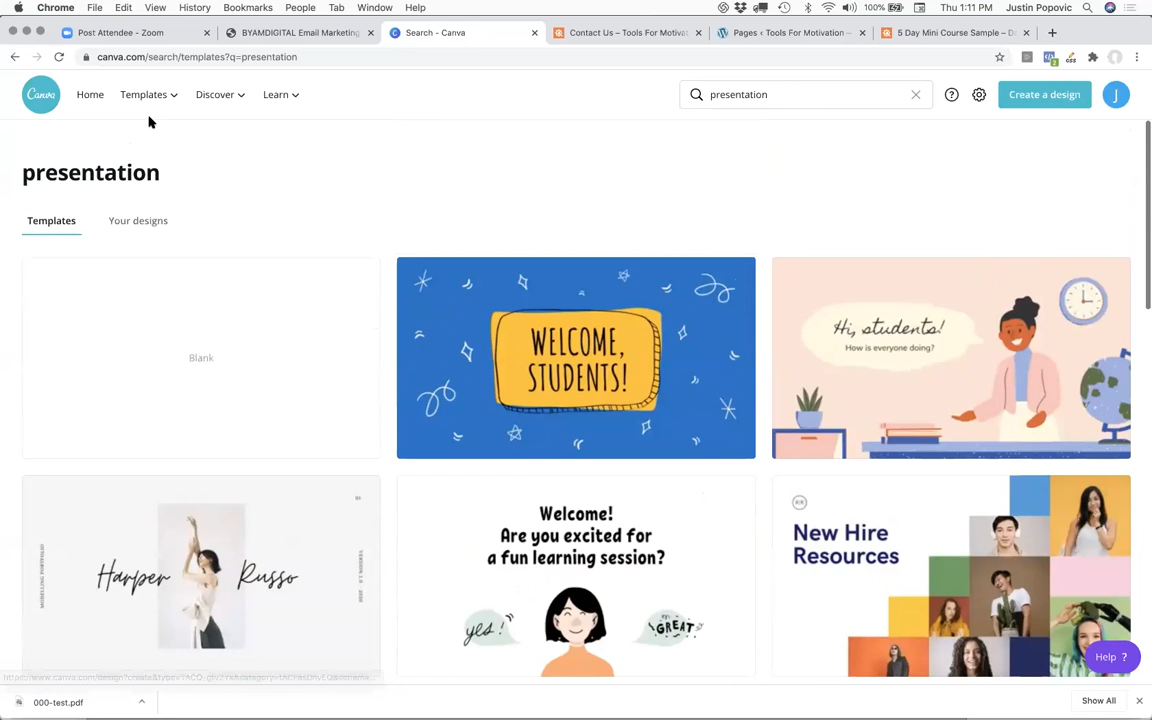 Chrome File Edit View History Bookmarks People Tab Window Help 100% Thu 1:11 PM Justin Popovic
Post Attendee - Zoom
BYAMDIGITAL Email Marketing
Search - Canva
Contact Us – Tools For Motivat
Pages ‹ Tools For Motivation —
5 Day Mini Course Sample – Do
canva.com/search/templates?q=presentation
Canva Home Templates Discover Learn presentation Create a design J
presentation
Templates Your designs
Blank
WELCOME,
STUDENTS!
Hi, students!
How is everyone doing?
MODELLING PORTFOLIO
Harper Russo
Welcome!
Are you excited for
a fun learning session?
yes!
GREAT
New Hire
Resources
Help ?
000-test.pdf Show All